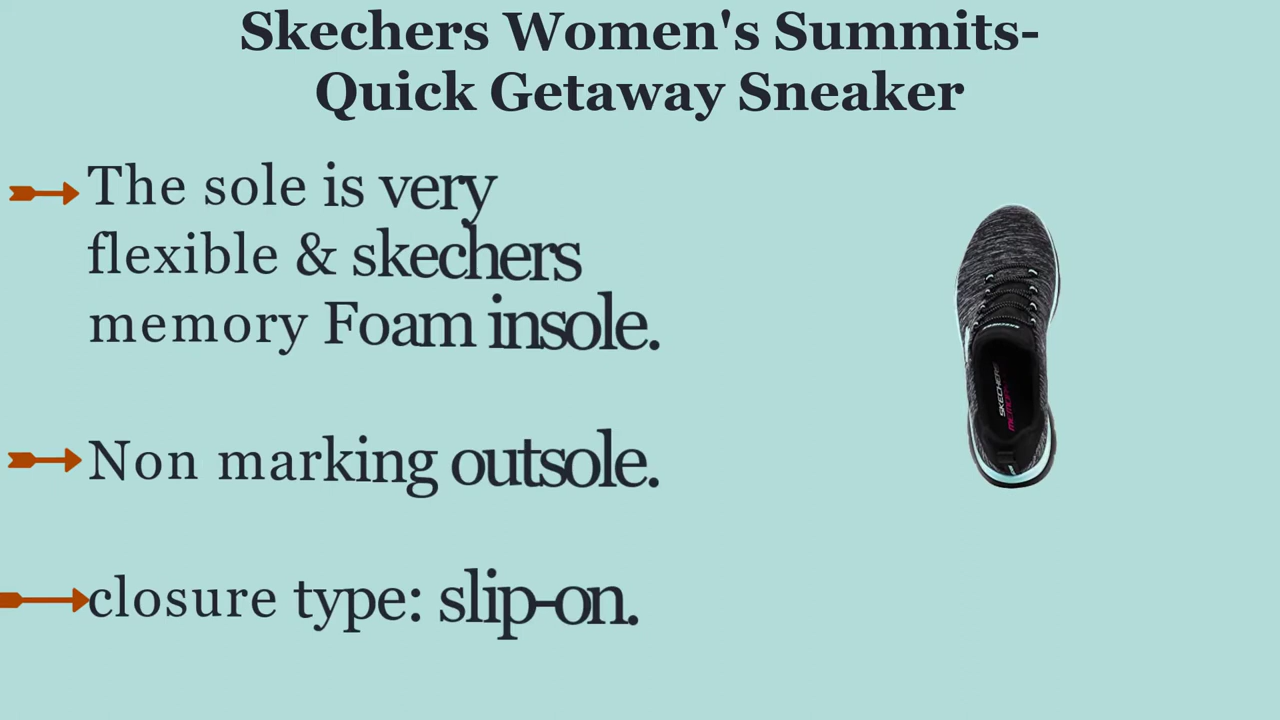 Skechers Women's Summits-
Quick Getaway Sneaker
The sole is very
flexible & skechers
memory Foam insole.
Non marking outsole.
closure type: slip-on.
SKECHERS